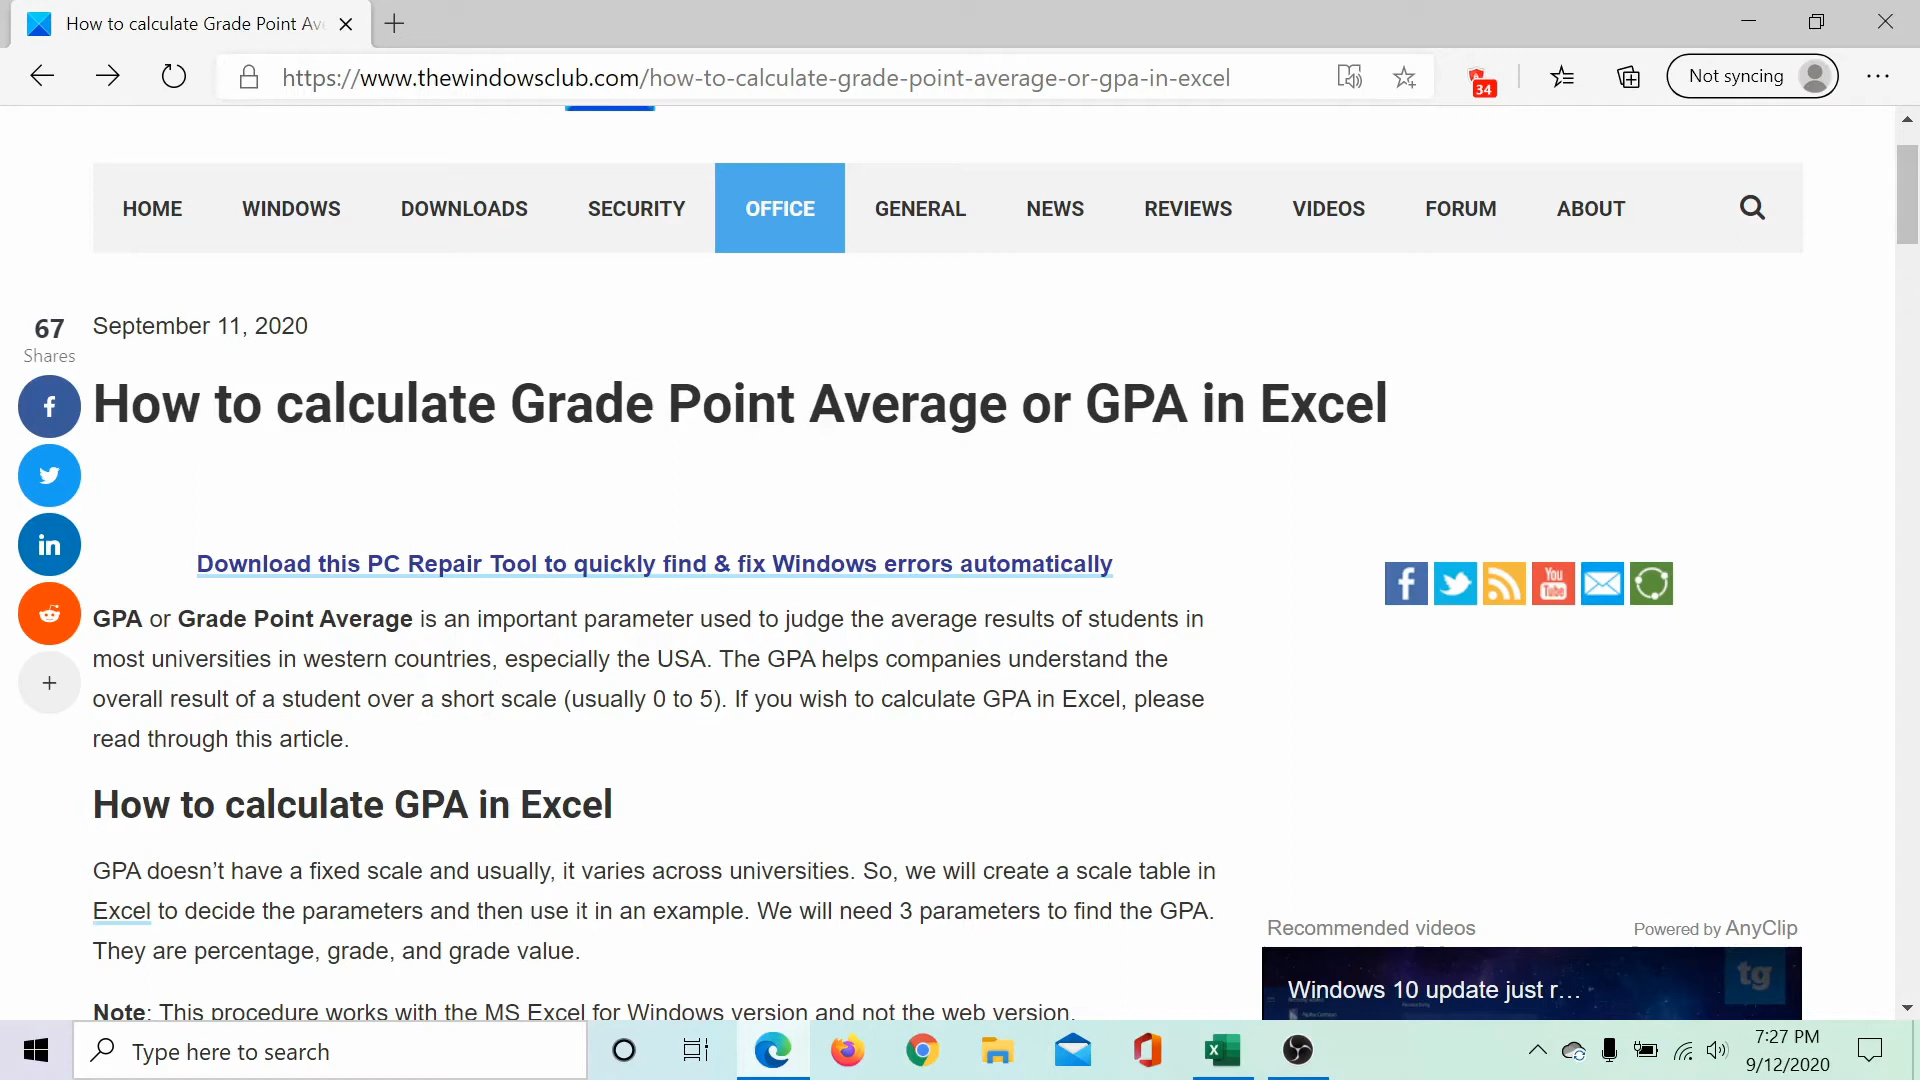 How to calculate Grade Point Av
https://www.thewindowsclub.com/how-to-calculate-grade-point-average-or-gpa-in-excel
34
Not syncing
HOME WINDOWS DOWNLOADS SECURITY OFFICE GENERAL NEWS REVIEWS VIDEOS FORUM ABOUT
67
Shares
September 11, 2020
How to calculate Grade Point Average or GPA in Excel
Download this PC Repair Tool to quickly find & fix Windows errors automatically
You
Tube
GPA or Grade Point Average is an important parameter used to judge the average results of students in
most universities in western countries, especially the USA. The GPA helps companies understand the
overall result of a student over a short scale (usually 0 to 5). If you wish to calculate GPA in Excel, please
read through this article.
How to calculate GPA in Excel
GPA doesn’t have a fixed scale and usually, it varies across universities. So, we will create a scale table in
Excel to decide the parameters and then use it in an example. We will need 3 parameters to find the GPA.
They are percentage, grade, and grade value.
Note: This procedure works with the MS Excel for Windows version and not the web version.
Recommended videos
Powered by AnyClip
Windows 10 update just r…
tg
Type here to search
7:27 PM
9/12/2020